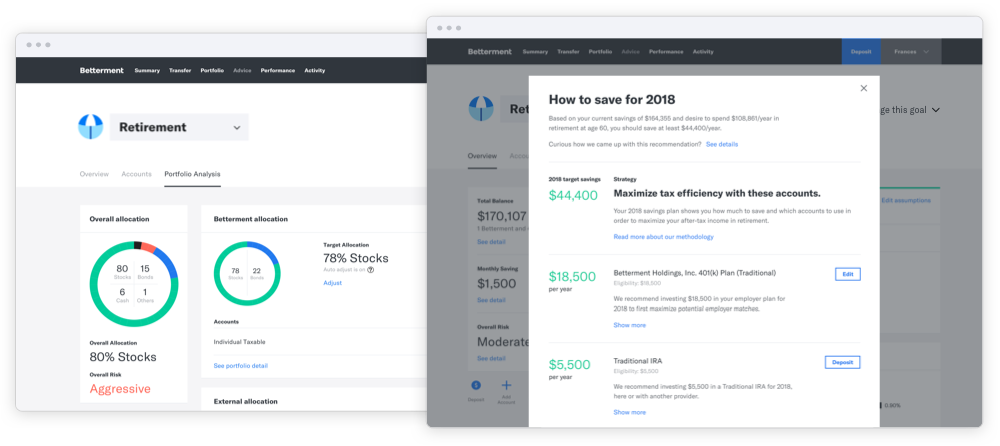 Betterment Summary Transfer Portfolio Advice Performance Activity
Retirement
Overview Accounts Portfolio Analysis
Overall allocation
80 15
Stocks Bonds
6 1
Cash Others
Overall Allocation
80% Stocks
Overall Risk
Aggressive
Betterment allocation
78 22
Stocks Bonds
Target Allocation
78% Stocks
Auto adjust is on
Adjust
Accounts
Individual Taxable
See portfolio detail
External allocation
Betterment Summary Transfer Portfolio Advice Performance Activity Deposit Frances
Ret
ge this goal
Overview Accou
Edit assumptions
Total Balance
$170,107
1 Betterment and
See detail
Monthly Saving
$1,500
See detail
Overall Risk
Moderate
See detail
Deposit
Add
Account
0.90%
How to save for 2018
Based on your current savings of $164,355 and desire to spend $108,861/year in
retirement at age 60, you should save at least $44,400/year.
Curious how we came up with this recommendation? See details
2018 target savings
$44,400
Strategy
Maximize tax efficiency with these accounts.
Your 2018 savings plan shows you how much to save and which accounts to use in
order to maximize your after-tax income in retirement.
Read more about our methodology
$18,500
per year
Betterment Holdings, Inc. 401(k) Plan (Traditional)
Eligibility: $18,500
Edit
We recommend investing $18,500 in your employer plan for
2018 to first maximize potential employer matches.
Show more
$5,500
per year
Traditional IRA
Eligibility: $5,500
Deposit
We recommend investing $5,500 in a Traditional IRA for 2018,
here or with another provider.
Show more